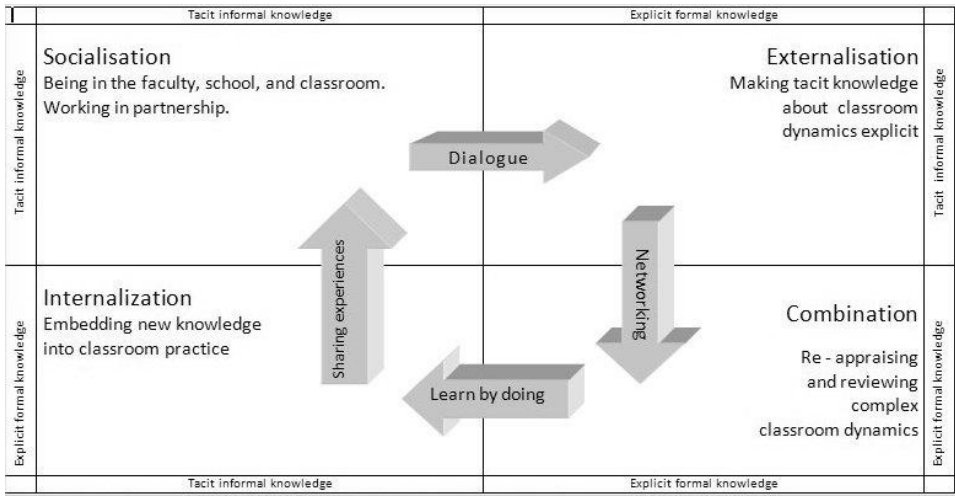 Tacit informal knowledge
Explicit formal knowledge
Tacit informal knowledge
Socialisation
Being in the faculty, school, and classroom.
Working in partnership.
Externalisation
Making tacit knowledge
about classroom
dynamics explicit
Tacit informal knowledge
Dialogue
Sharing experiences
Networking
Explicit formal knowledge
Internalization
Embedding new knowledge
into classroom practice
Learn by doing
Combination
Re - appraising
and reviewing
complex
classroom dynamics
Explicit formal knowledge
Tacit informal knowledge
Explicit formal knowledge